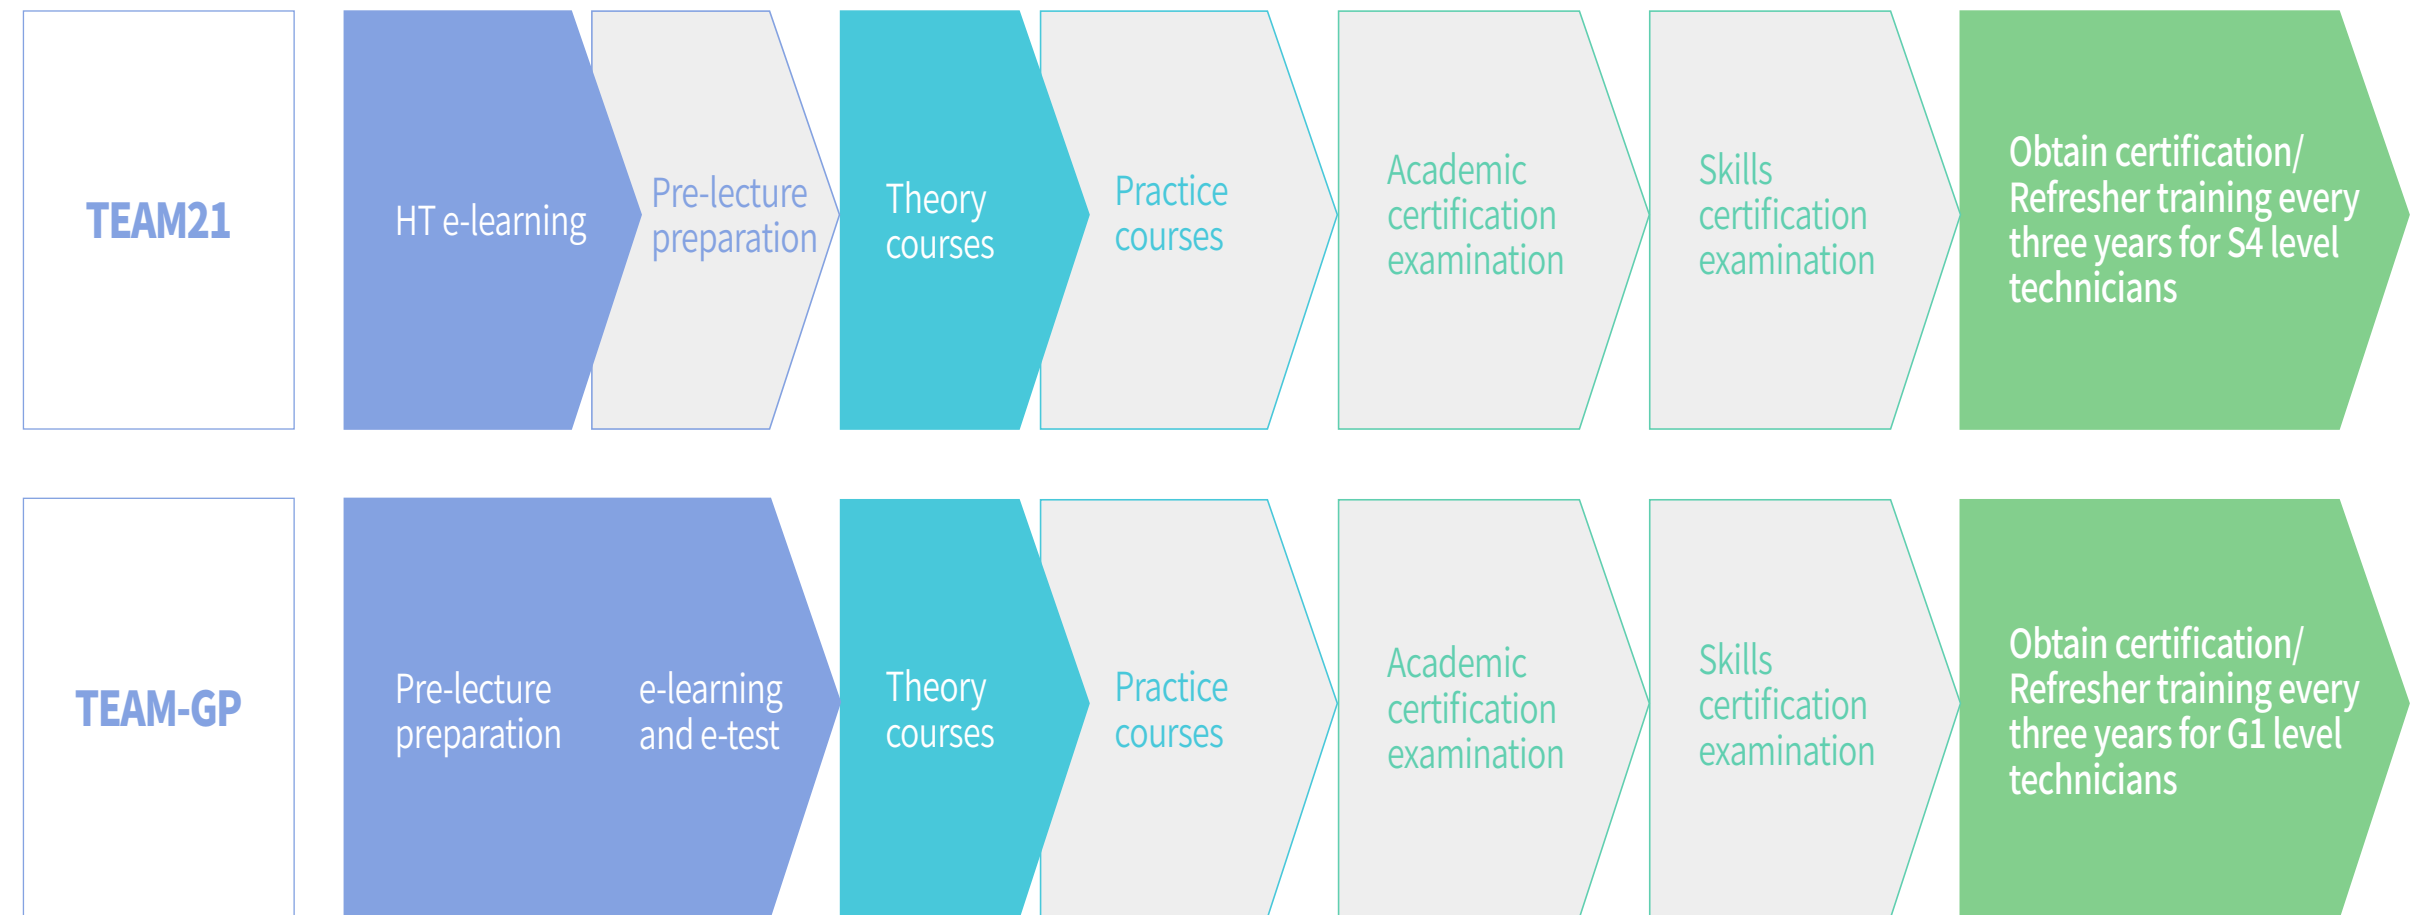 TEAM21
HT e-learning
Pre-lecture
preparation
Theory
courses
Practice
courses
Academic
certification
examination
Skills
certification
examination
Obtain certification/
Refresher training every
three years for S4 level
technicians
TEAM-GP
Pre-lecture
preparation
e-learning
and e-test
Theory
courses
Practice
courses
Academic
certification
examination
Skills
certification
examination
Obtain certification/
Refresher training every
three years for G1 level
technicians